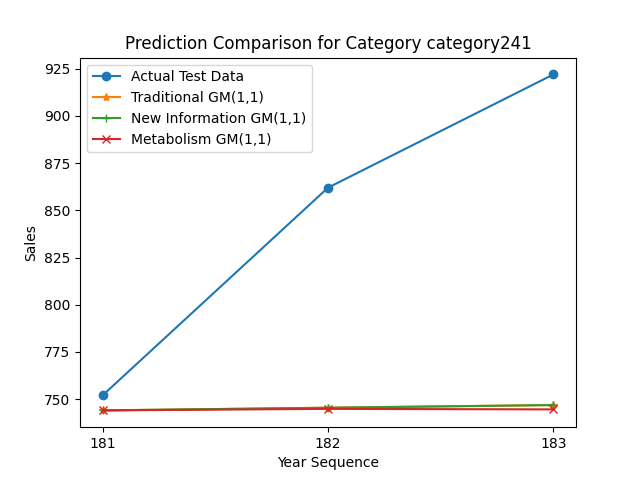 Prediction Comparison for Category category241
Actual Test Data
Traditional GM(1,1)
New Information GM(1,1)
Metabolism GM(1,1)
Sales
925
900
875
850
825
800
775
750
181 182 183
Year Sequence